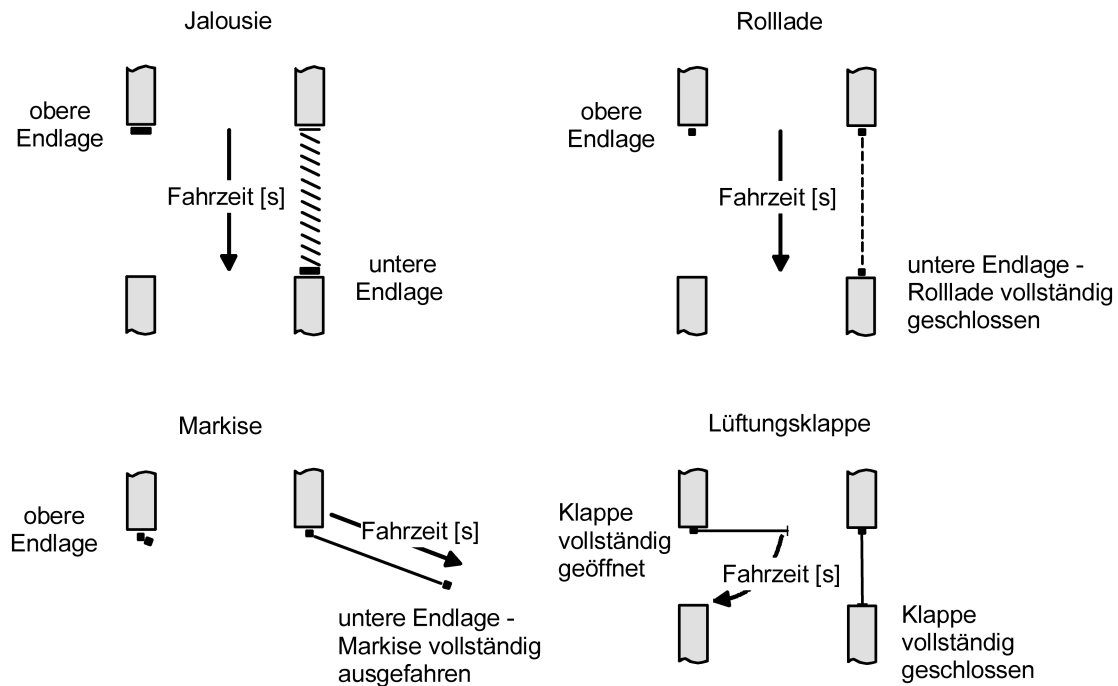 Jalousie
obere
Endlage
Fahrzeit [s]
untere
Endlage
Rolllade
obere
Endlage
Fahrzeit [s]
untere Endlage -
Rolllade vollständig
geschlossen
Markise
obere
Endlage
Fahrzeit [s]
untere Endlage -
Markise vollständig
ausgefahren
Lüftungsklappe
Klappe
vollständig
geöffnet
Fahrzeit [s]
Klappe
vollständig
geschlossen